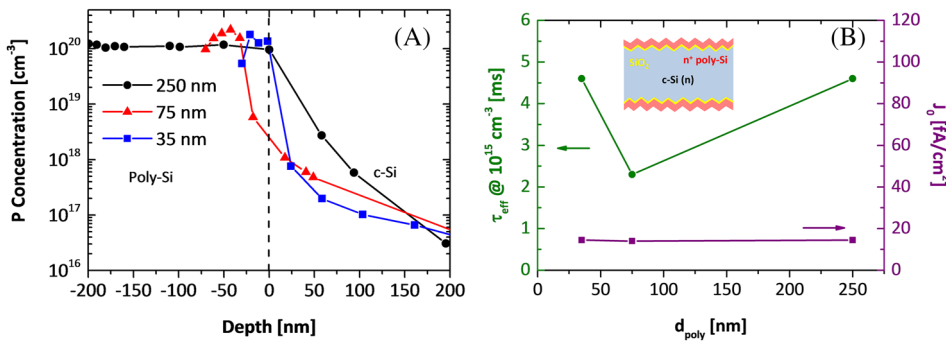 (A)
P Concentration [cm⁻³]
10²⁰
10¹⁹
10¹⁸
10¹⁷
10¹⁶
250 nm
75 nm
35 nm
Poly-Si
c-Si
-200 -150 -100 -50 0 50 100 150 200
Depth [nm]
(B)
τeff @ 10¹⁵ cm⁻³ [ms]
6
5
4
3
2
1
0
SiO₂
n⁺ poly-Si
c-Si (n)
120
100
80
60
40
20
0
J₀ [fA/cm²]
0 50 100 150 200 250
dpoly [nm]